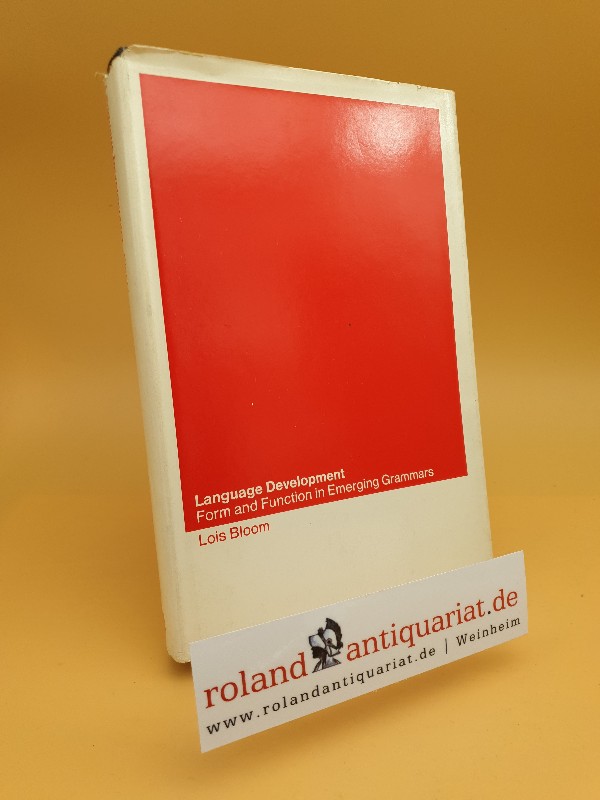 Language Development
Form and Function in Emerging Grammars
Lois Bloom
roland antiquariat.de
www.rolandantiquariat.de | Weinheim